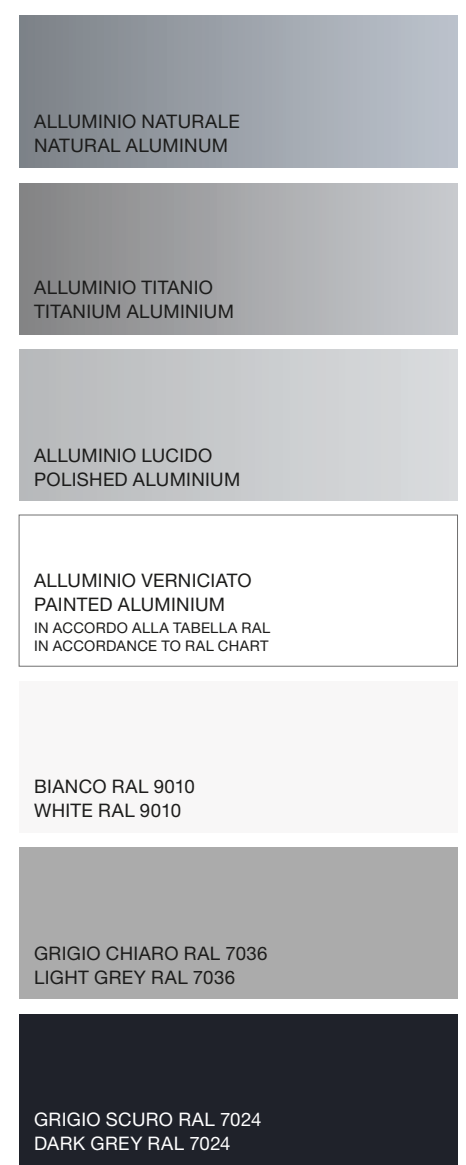 ALLUMINIO NATURALE
NATURAL ALUMINUM
ALLUMINIO TITANIO
TITANIUM ALUMINIUM
ALLUMINIO LUCIDO
POLISHED ALUMINIUM
ALLUMINIO VERNICIATO
PAINTED ALUMINIUM
IN ACCORDO ALLA TABELLA RAL
IN ACCORDANCE TO RAL CHART
BIANCO RAL 9010
WHITE RAL 9010
GRIGIO CHIARO RAL 7036
LIGHT GREY RAL 7036
GRIGIO SCURO RAL 7024
DARK GREY RAL 7024